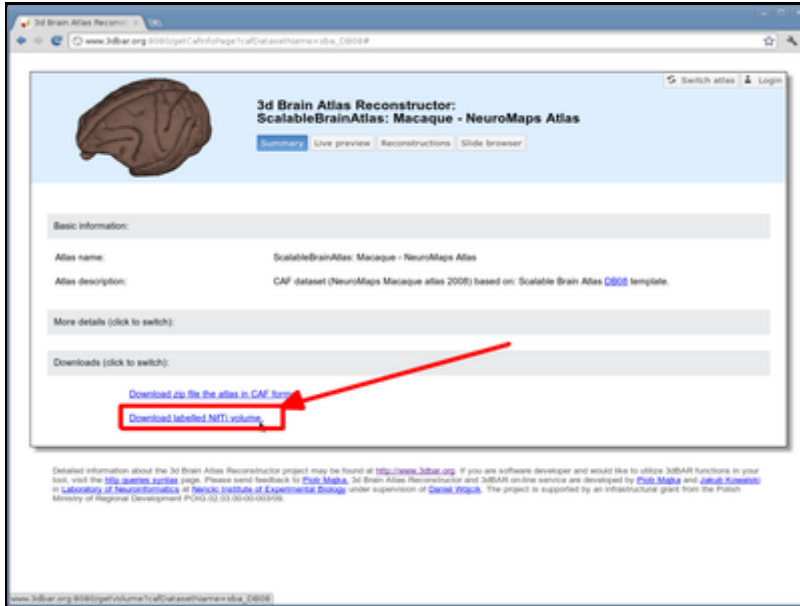 3d Brain Atlas Reconst
www.3dbar.org:8080/getCafInfoPage?cafDatasetName=sba_DB08#
Switch atlas Login
3d Brain Atlas Reconstructor:
ScalableBrainAtlas: Macaque - NeuroMaps Atlas
Summary Live preview Reconstructions Slide browser
Basic information:
Atlas name: ScalableBrainAtlas: Macaque - NeuroMaps Atlas
Atlas description: CAF dataset (NeuroMaps Macaque atlas 2008) based on: Scalable Brain Atlas DB08 template.
More details (click to switch):
Downloads (click to switch):
Download zip file the atlas in CAF form
Download labelled NifTi volume.
Detailed information about the 3d Brain Atlas Reconstructor project may be found at http://www.3dbar.org. If you are software developer and would like to utilize 3dBAR functions in your
tool, visit the http queries syntax page. Please send feedback to Piotr Majka. 3d Brain Atlas Reconstructor and 3dBAR on-line service are developed by Piotr Majka and Jakub Kowalski
in Laboratory of Neuroinformatics at Nencki Institute of Experimental Biology under supervision of Daniel Wójcik. The project is supported by an infrastructural grant from the Polish
Ministry of Regional Development POIG.02.03.00-00-003/09.
www.3dbar.org:8080/getVolume?cafDatasetName=sba_DB08